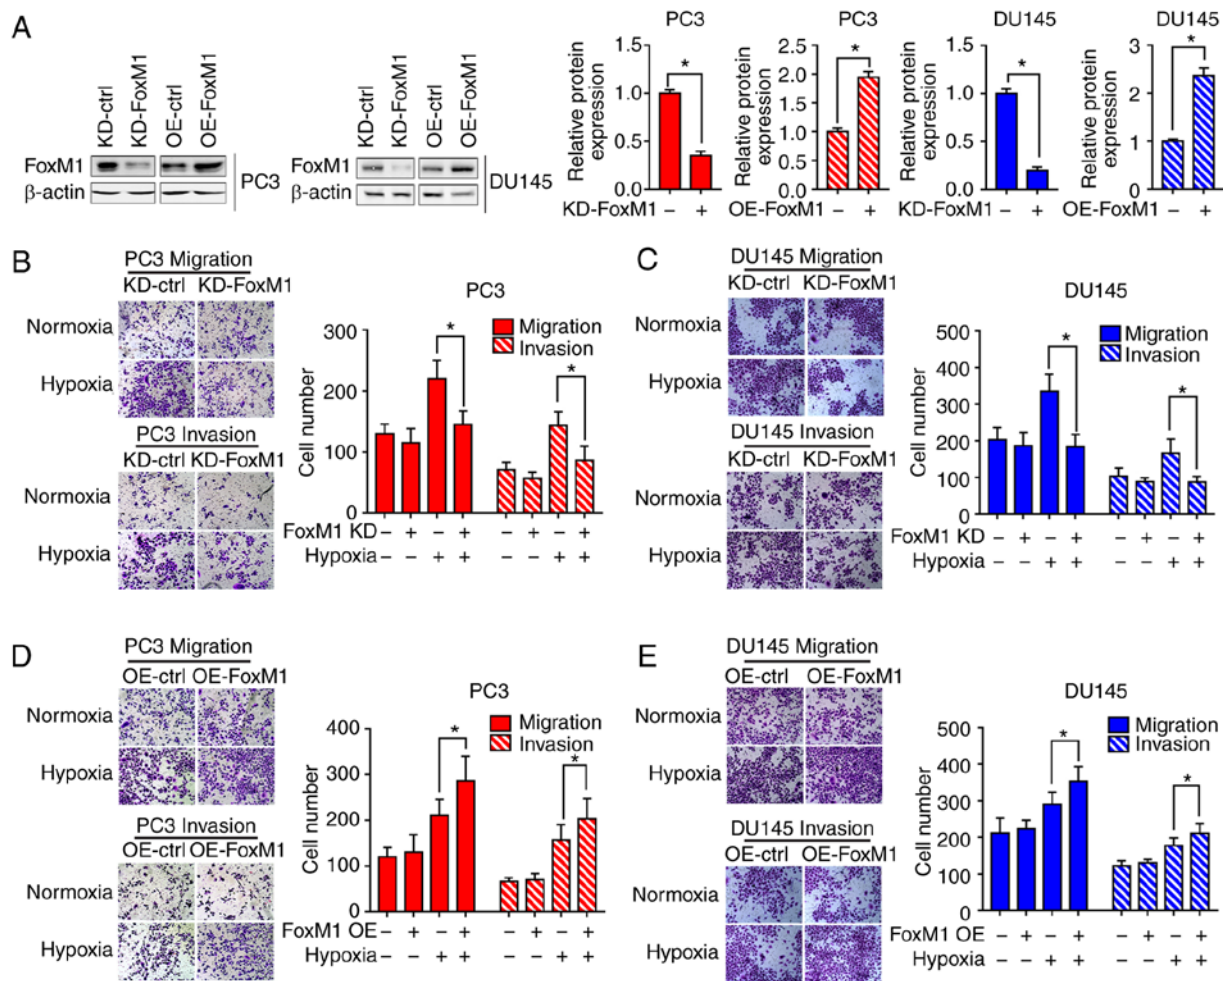 A
KD-ctrl
KD-FoxM1
OE-ctrl
OE-FoxM1
FoxM1
β-actin
PC3
KD-ctrl
KD-FoxM1
OE-ctrl
OE-FoxM1
FoxM1
β-actin
DU145
PC3
Relative protein
expression
1.5
1.0
0.5
0.0
*
KD-FoxM1 − +
PC3
Relative protein
expression
2.5
2.0
1.5
1.0
0.5
0.0
*
OE-FoxM1 − +
DU145
Relative protein
expression
1.5
1.0
0.5
0.0
*
KD-FoxM1 − +
DU145
Relative protein
expression
3
2
1
0
*
OE-FoxM1 − +
B
PC3 Migration
KD-ctrl KD-FoxM1
Normoxia
Hypoxia
PC3 Invasion
KD-ctrl KD-FoxM1
Normoxia
Hypoxia
PC3
Cell number
300
200
100
0
Migration
Invasion
*
*
FoxM1 KD − + − + − + − +
Hypoxia − − + + − − + +
C
DU145 Migration
KD-ctrl KD-FoxM1
Normoxia
Hypoxia
DU145 Invasion
KD-ctrl KD-FoxM1
Normoxia
Hypoxia
DU145
Cell number
500
400
300
200
100
0
Migration
Invasion
*
*
FoxM1 KD − + − + − + − +
Hypoxia − − + + − − + +
D
PC3 Migration
OE-ctrl OE-FoxM1
Normoxia
Hypoxia
PC3 Invasion
OE-ctrl OE-FoxM1
Normoxia
Hypoxia
PC3
Cell number
400
300
200
100
0
Migration
Invasion
*
*
FoxM1 OE − + − + − + − +
Hypoxia − − + + − − + +
E
DU145 Migration
OE-ctrl OE-FoxM1
Normoxia
Hypoxia
DU145 Invasion
OE-ctrl OE-FoxM1
Normoxia
Hypoxia
DU145
Cell number
500
400
300
200
100
0
Migration
Invasion
*
*
FoxM1 OE − + − + − + − +
Hypoxia − − + + − − + +